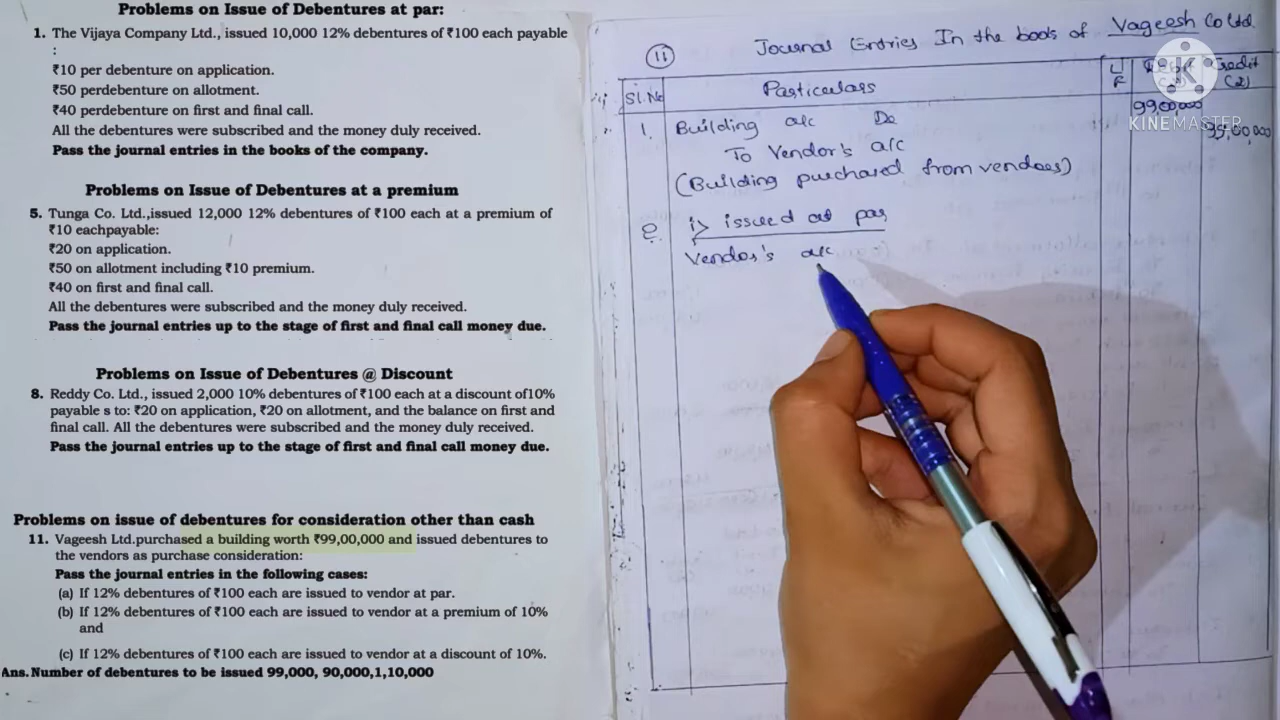 Problems on Issue of Debentures at par:
1. The Vijaya Company Ltd., issued 10,000 12% debentures of ₹100 each payable
:
₹10 per debenture on application.
₹50 perdebenture on allotment.
₹40 perdebenture on first and final call.
All the debentures were subscribed and the money duly received.
Pass the journal entries in the books of the company.
Problems on Issue of Debentures at a premium
5. Tunga Co. Ltd.,issued 12,000 12% debentures of ₹100 each at a premium of
₹10 eachpayable:
₹20 on application.
₹50 on allotment including ₹10 premium.
₹40 on first and final call.
All the debentures were subscribed and the money duly received.
Pass the journal entries up to the stage of first and final call money due.
Problems on Issue of Debentures @ Discount
8. Reddy Co. Ltd., issued 2,000 10% debentures of ₹100 each at a discount of10%
payable s to: ₹20 on application, ₹20 on allotment, and the balance on first and
final call. All the debentures were subscribed and the money duly received.
Pass the journal entries up to the stage of first and final call money due.
Problems on issue of debentures for consideration other than cash
11. Vageesh Ltd.purchased a building worth ₹99,00,000 and issued debentures to
the vendors as purchase consideration:
Pass the journal entries in the following cases:
(a) If 12% debentures of ₹100 each are issued to vendor at par.
(b) If 12% debentures of ₹100 each are issued to vendor at a premium of 10%
and
(c) If 12% debentures of ₹100 each are issued to vendor at a discount of 10%.
Ans. Number of debentures to be issued 99,000, 90,000,1,10,000
11 Journal Entries In the books of Vageesh Co Ltd.
Sl.No Particulars L F Debit Credit
(₹)
1. Building a/c Dr 99,00,000
To Vendor's a/c 99,00,000
(Building purchased from vendors)
2. i> issued at par
Vendor's a/c
K
KINEMASTER